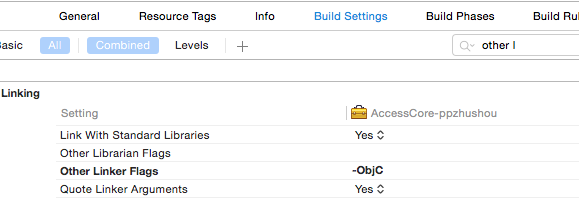 General Resource Tags Info Build Settings Build Phases Build Ru
asic All Combined Levels + other l
Linking
Setting AccessCore-ppzhushou
Link With Standard Libraries Yes
Other Librarian Flags
Other Linker Flags -ObjC
Quote Linker Arguments Yes